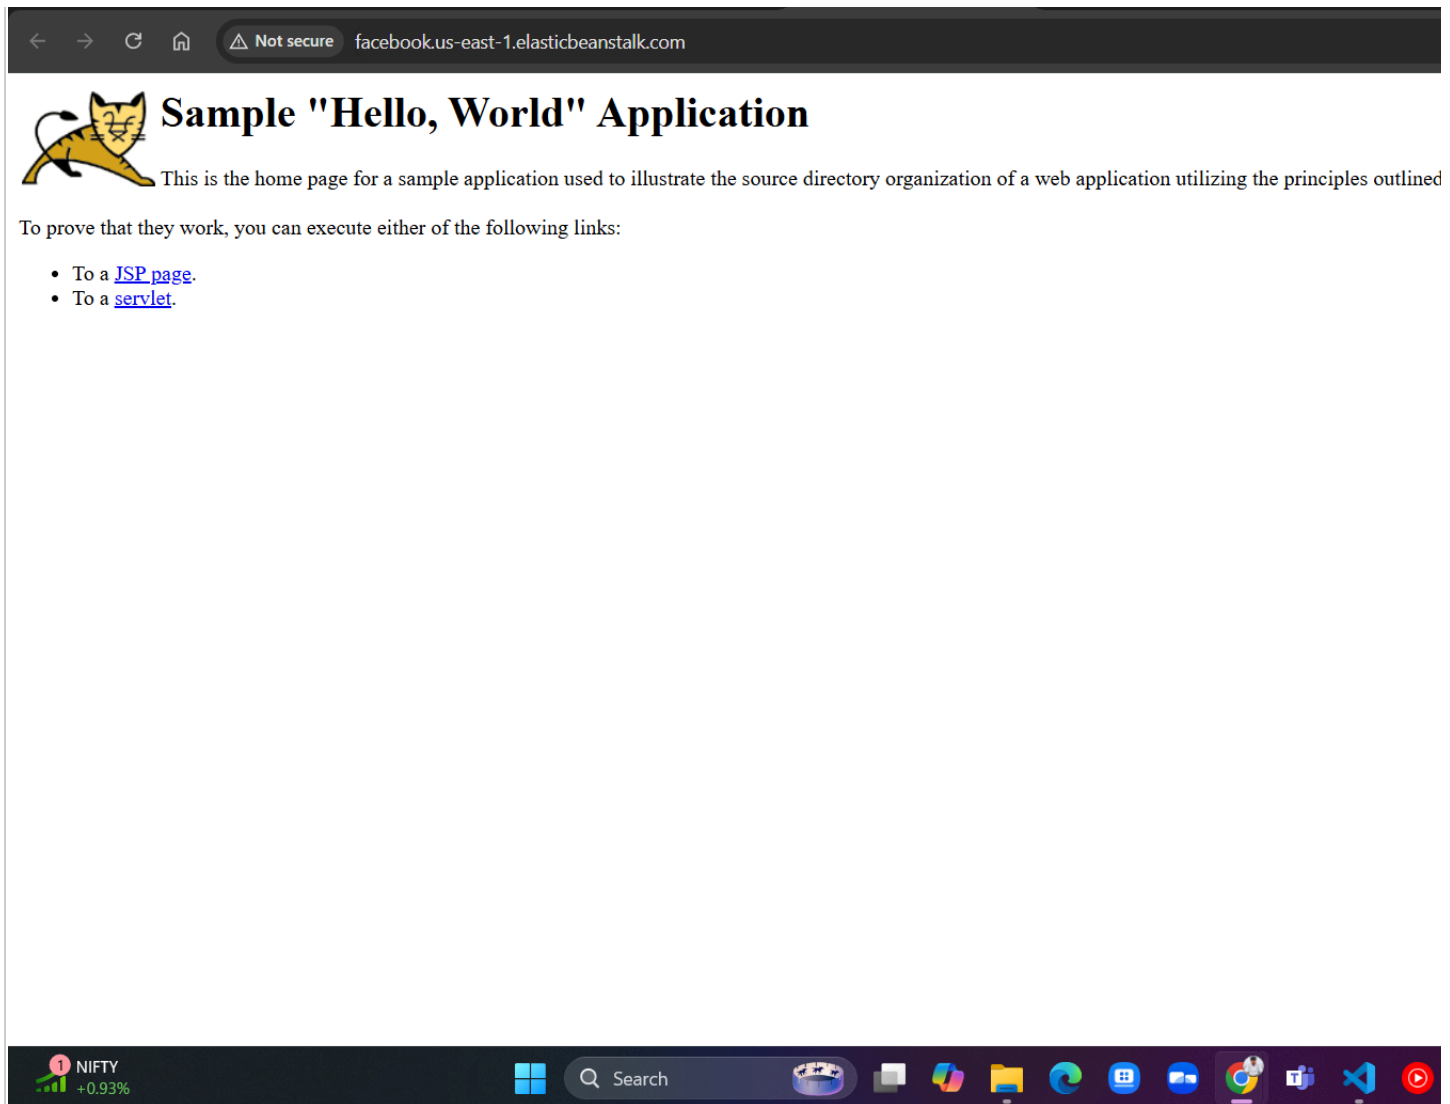 Not secure facebook.us-east-1.elasticbeanstalk.com
Sample "Hello, World" Application
This is the home page for a sample application used to illustrate the source directory organization of a web application utilizing the principles outlined
To prove that they work, you can execute either of the following links:
• To a JSP page.
• To a servlet.
1 NIFTY
+0.93%
Search